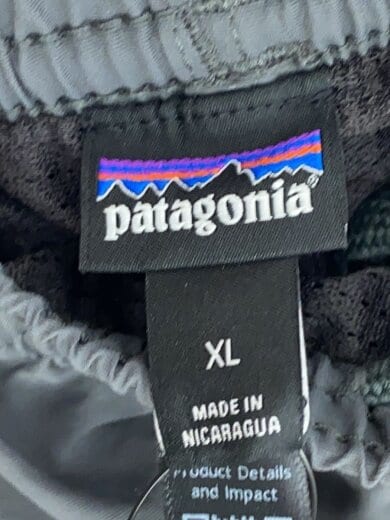 patagonia®
XL
MADE IN
NICARAGUA
Product Details
and Impact